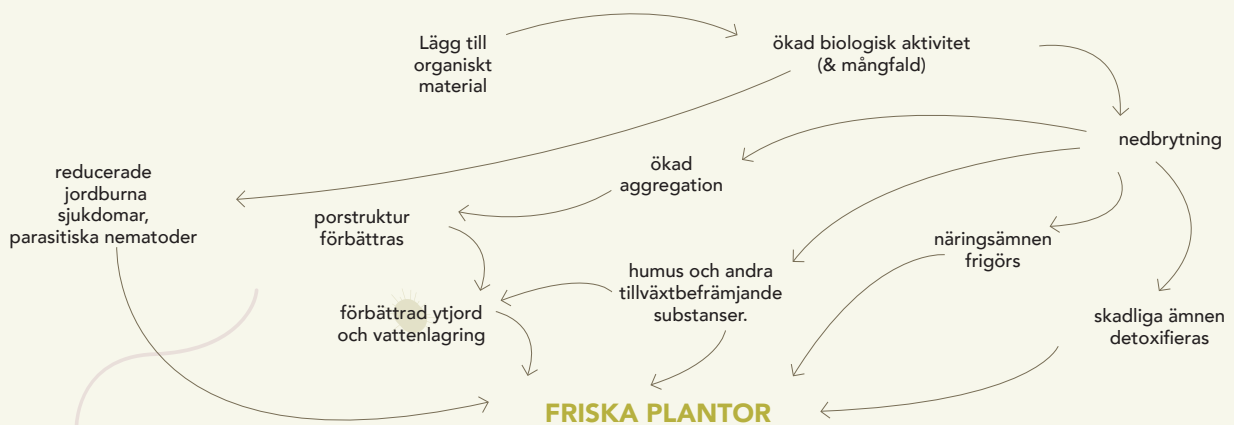 Lägg till
organiskt
material
ökad biologisk aktivitet
(& mångfald)
nedbrytning
ökad
aggregation
reducerade
jordburna
sjukdomar,
parasitiska nematoder
porstruktur
förbättras
näringsämnen
frigörs
humus och andra
tillväxtbefrämjande
substanser.
förbättrad ytjord
och vattenlagring
skadliga ämnen
detoxifieras
FRISKA PLANTOR